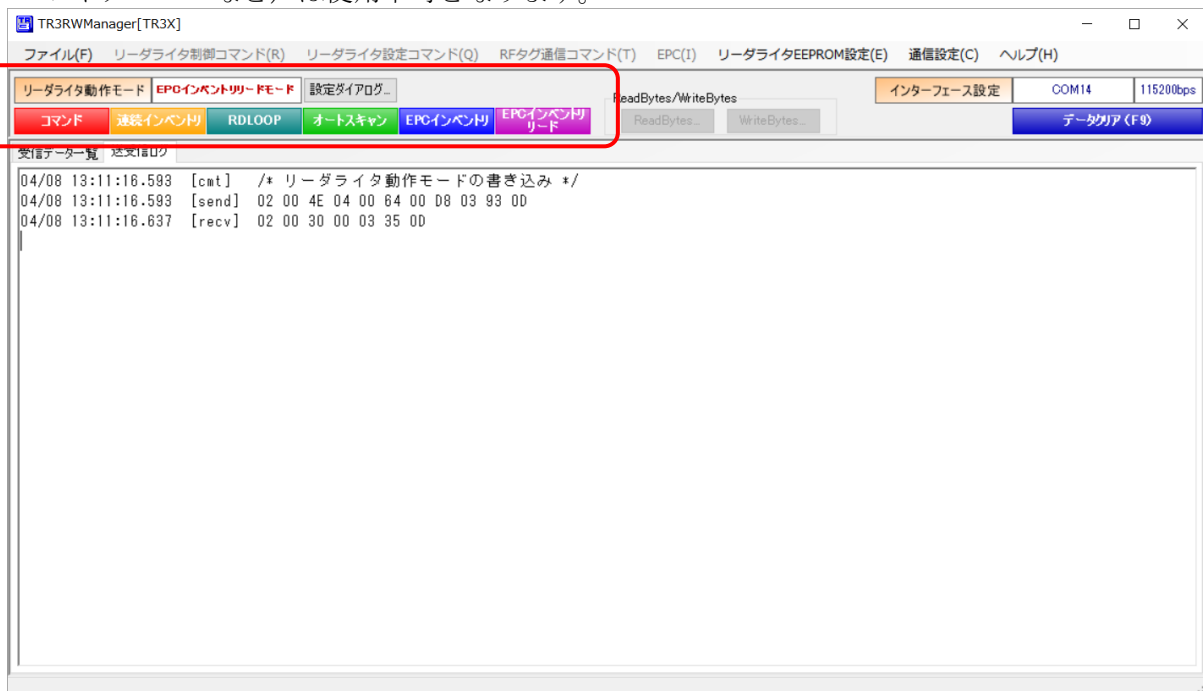 TR3RWManager[TR3X]
ファイル(F) リーダライタ制御コマンド(R) リーダライタ設定コマンド(Q) RFタグ通信コマンド(T) EPC(I) リーダライタEEPROM設定(E) 通信設定(C) ヘルプ(H)
リーダライタ動作モード EPCインベントリリードモード 設定ダイアログ... ReadBytes/WriteBytes インターフェース設定 COM14 115200bps
コマンド 連続インベントリ RDLOOP オートスキャン EPCインベントリ EPCインベントリリード ReadBytes... WriteBytes... データクリア(F9)
受信データ一覧 送受信ログ
04/08 13:11:16.593 [cmt] /* リーダライタ動作モードの書き込み */
04/08 13:11:16.593 [send] 02 00 4E 04 00 64 00 D8 03 93 0D
04/08 13:11:16.637 [recv] 02 00 30 00 03 35 0D